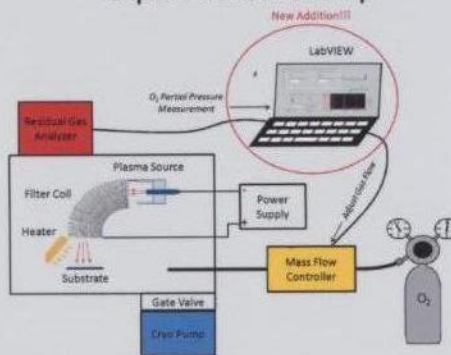 New Addition!!!
LabVIEW
O₂ Partial Pressure
Measurement
Residual Gas
Analyzer
Plasma Source
Filter Coil
Power
Supply
-
+
Adjust Gas Flow
Heater
Substrate
Mass Flow
Controller
Gate Valve
O₂
Cryo Pump